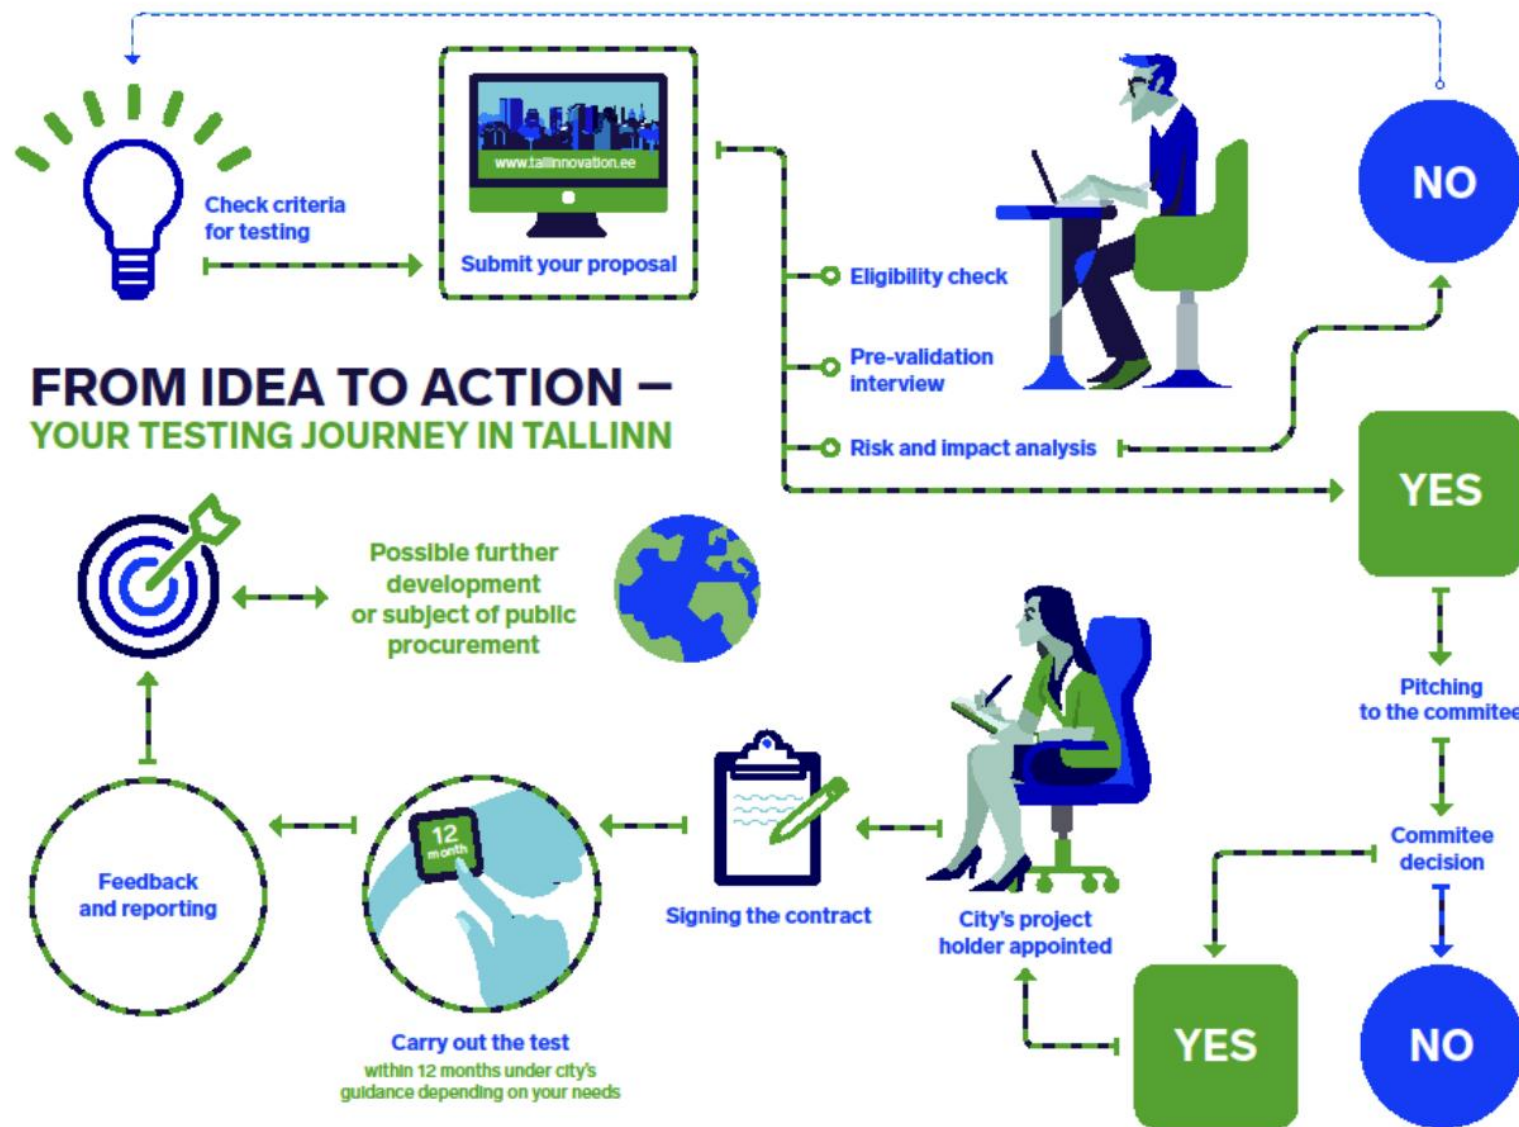 www.tallinnovation.ee
NO
Check criteria
for testing
Submit your proposal
Eligibility check
Pre-validation
interview
FROM IDEA TO ACTION –
YOUR TESTING JOURNEY IN TALLINN
Risk and impact analysis
YES
Possible further
development
or subject of public
procurement
Pitching
to the commitee
12
month
Commitee
decision
Feedback
and reporting
Signing the contract
City's project
holder appointed
Carry out the test
within 12 months under city's
guidance depending on your needs
YES
NO